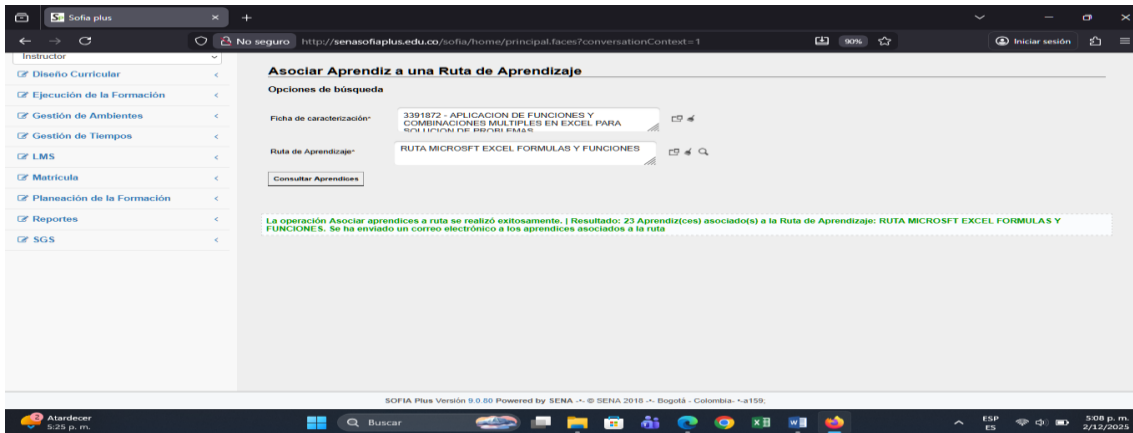 Sofia plus
No seguro http://senasofiaplus.edu.co/sofia/home/principal.faces?conversationContext=1
90%
Iniciar sesión
Instructor
Diseño Curricular
Ejecución de la Formación
Gestión de Ambientes
Gestión de Tiempos
LMS
Matrícula
Planeación de la Formación
Reportes
SGS
Asociar Aprendiz a una Ruta de Aprendizaje
Opciones de búsqueda
Ficha de caracterización*
3391872 - APLICACION DE FUNCIONES Y
COMBINACIONES MULTIPLES EN EXCEL PARA
SOLUCION DE PROBLEMAS
Ruta de Aprendizaje*
RUTA MICROSFT EXCEL FORMULAS Y FUNCIONES
Consultar Aprendices
La operación Asociar aprendices a ruta se realizó exitosamente. | Resultado: 23 Aprendiz(ces) asociado(s) a la Ruta de Aprendizaje: RUTA MICROSFT EXCEL FORMULAS Y
FUNCIONES. Se ha enviado un correo electrónico a los aprendices asociados a la ruta
SOFIA Plus Versión 9.0.80 Powered by SENA -•- © SENA 2018 -•- Bogotá - Colombia- •-a159;
2
Atardecer
5:25 p. m.
Buscar
ESP
ES
5:08 p. m.
2/12/2025